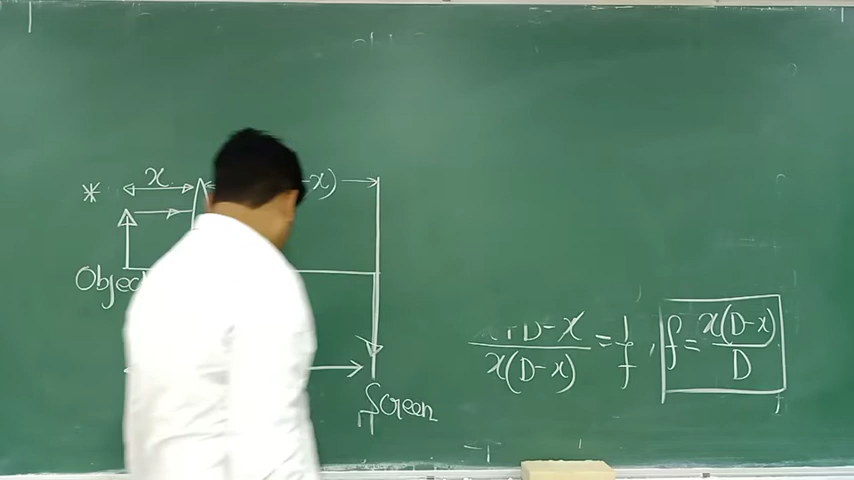 * x -x)
Object
x+D-x/x(D-x) = 1/f, f = x(D-x)/D
Screen